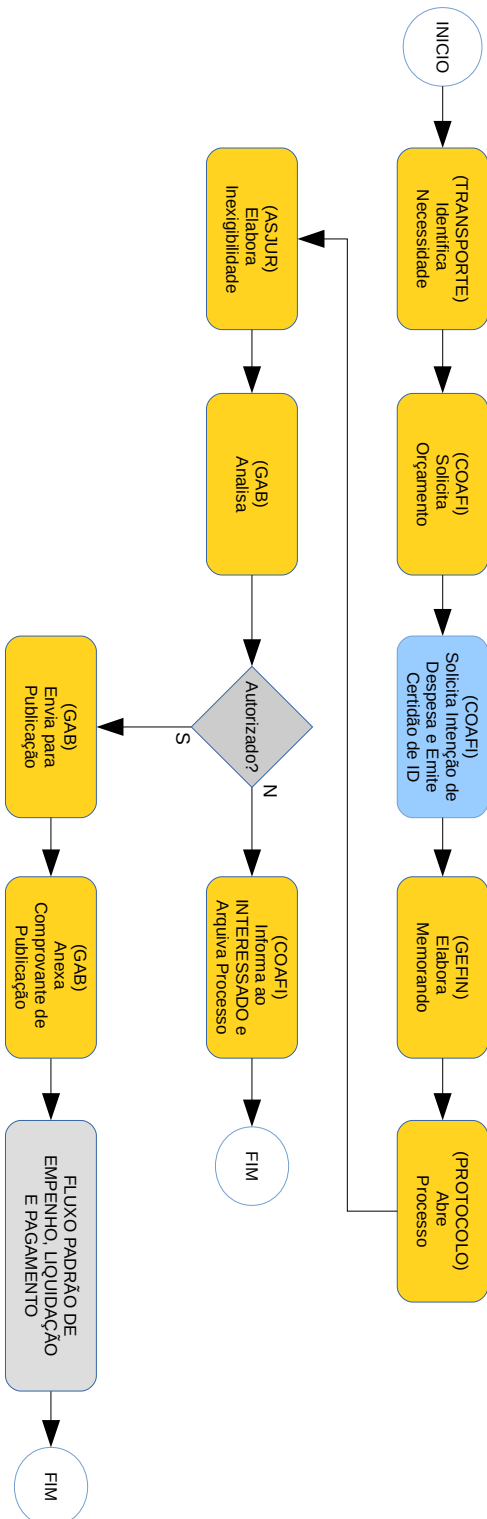 INICIO
(TRANSPORTE)
Identifica
Necessidade
(COAFI)
Solicita
Orçamento
(COAFI)
Solicita Intenção de
Despesa e Emite
Certidão de ID
(GEFIN)
Elabora
Memorando
(PROTOCOLO)
Abre
Processo
(ASJUR)
Elabora
Inexigibilidade
(GAB)
Analisa
Autorizado?
N
S
(COAFI)
Informa ao
INTERESSADO e
Arquiva Processo
FIM
(GAB)
Envia para
Publicação
(GAB)
Anexa
Comprovante de
Publicação
FLUXO PADRÃO DE
EMPENHO, LIQUIDAÇÃO
E PAGAMENTO
FIM